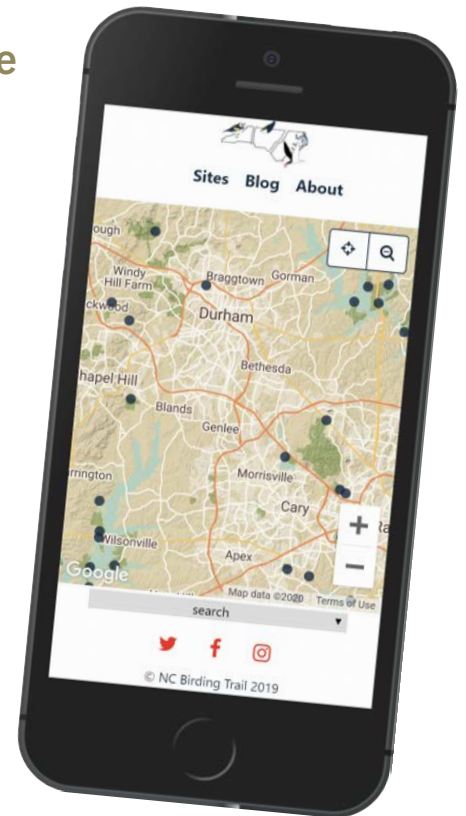 e
Sites Blog About
ough
Windy
Hill Farm
Braggtown
Gorman
ckwood
Durham
Bethesda
hapel Hill
Blands
Genlee
Morrisville
rrington
Cary
Wilsonville
Apex
Google
Map data ©2020 Terms of Use
search
© NC Birding Trail 2019